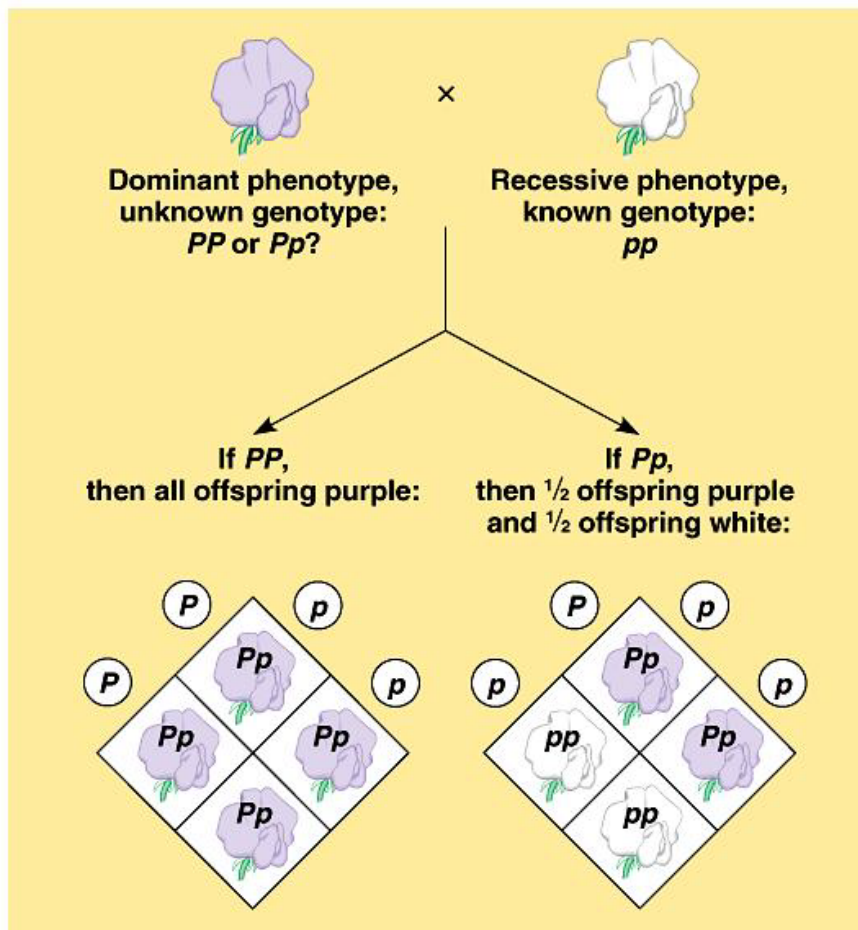 ×
Dominant phenotype,
unknown genotype:
PP or Pp?
Recessive phenotype,
known genotype:
pp
If PP,
then all offspring purple:
If Pp,
then ½ offspring purple
and ½ offspring white:
P
p
P
Pp
p
Pp
Pp
Pp
P
p
p
Pp
p
pp
Pp
pp